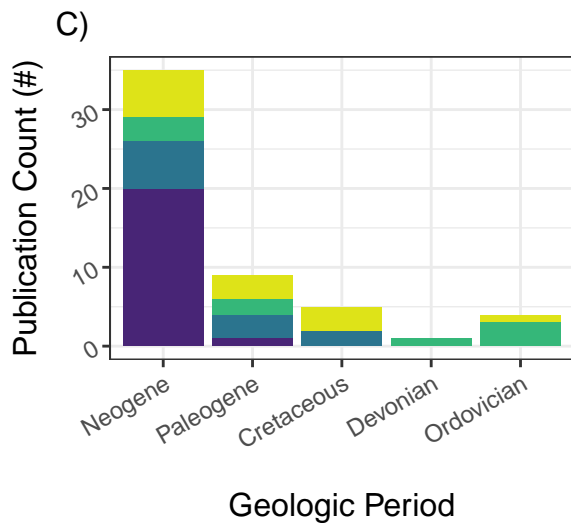 C)
Publication Count (#)
30
20
10
0
Neogene
Paleogene
Cretaceous
Devonian
Ordovician
Geologic Period